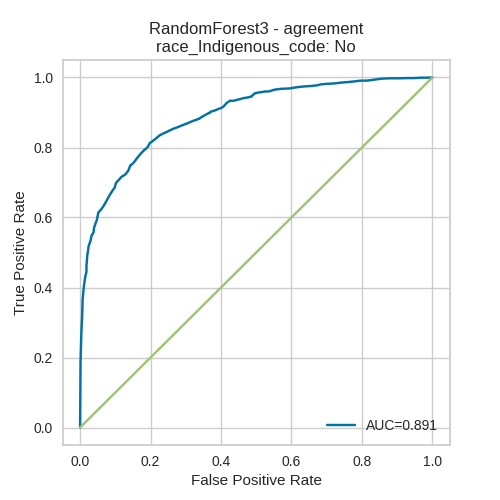 RandomForest3 - agreement
race_Indigenous_code: No
True Positive Rate
1.0
0.8
0.6
0.4
0.2
0.0
0.0 0.2 0.4 0.6 0.8 1.0
False Positive Rate
AUC=0.891